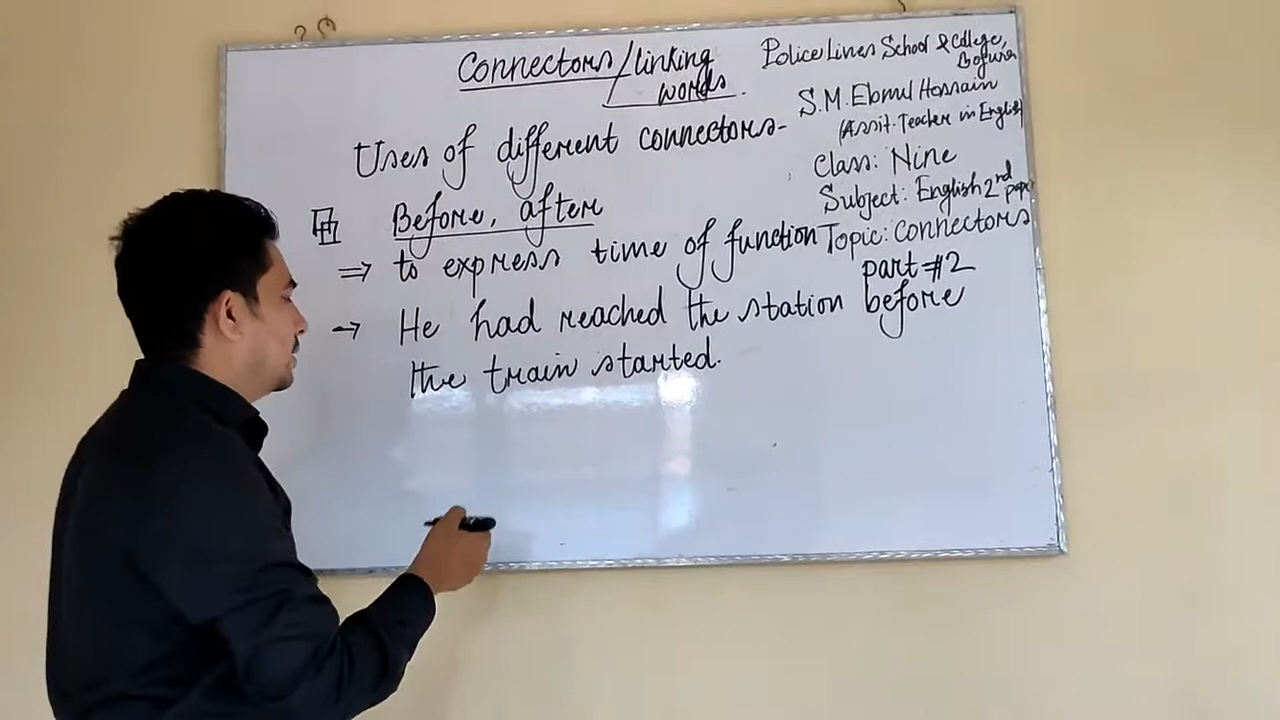 Connectors/linking
words.
Uses of different connectors-
Before, after
⇒ to express time of function
→ He had reached the station before
the train started.
Police Lines School & College,
Bogura
S.M. Ebnul Hossain
(Assit. Teacher in English)
Class: Nine
Subject: English 2nd paper
Topic: Connectors
part #2